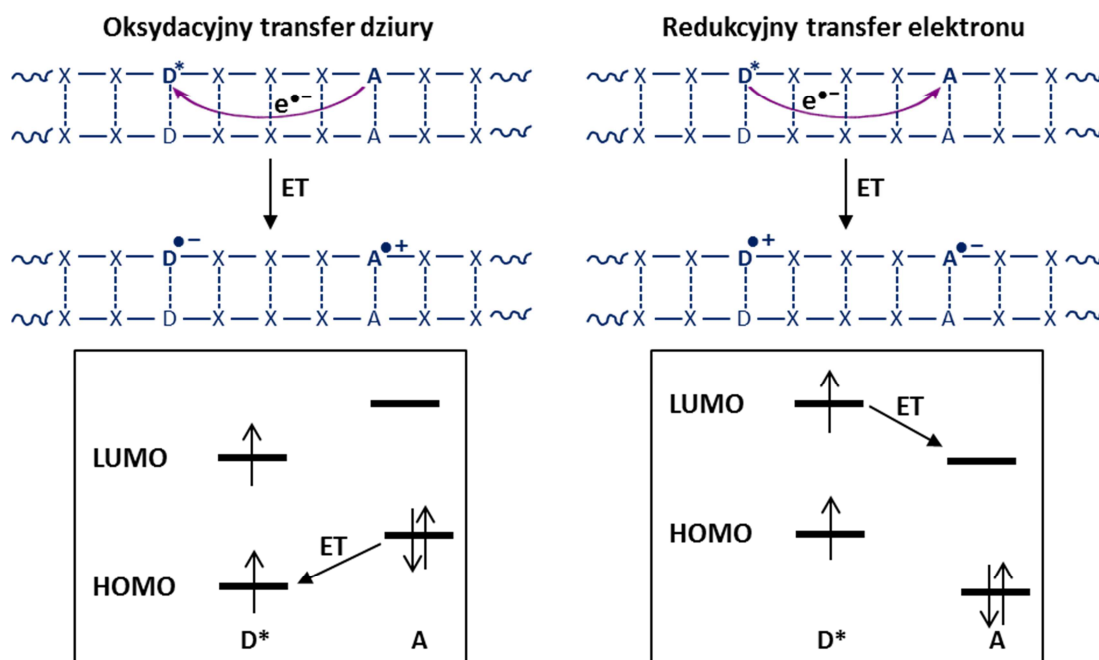 Oksydacyjny transfer dziury
X X D* X X X A X X
e•−
X X D X X X A X X
ET
X X D•− X X X A•+ X X
X X D X X X A X X
LUMO
ET
HOMO
D* A
Redukcyjny transfer elektronu
X X D* X X X A X X
e•−
X X D X X X A X X
ET
X X D•+ X X X A•− X X
X X D X X X A X X
LUMO
ET
HOMO
D* A